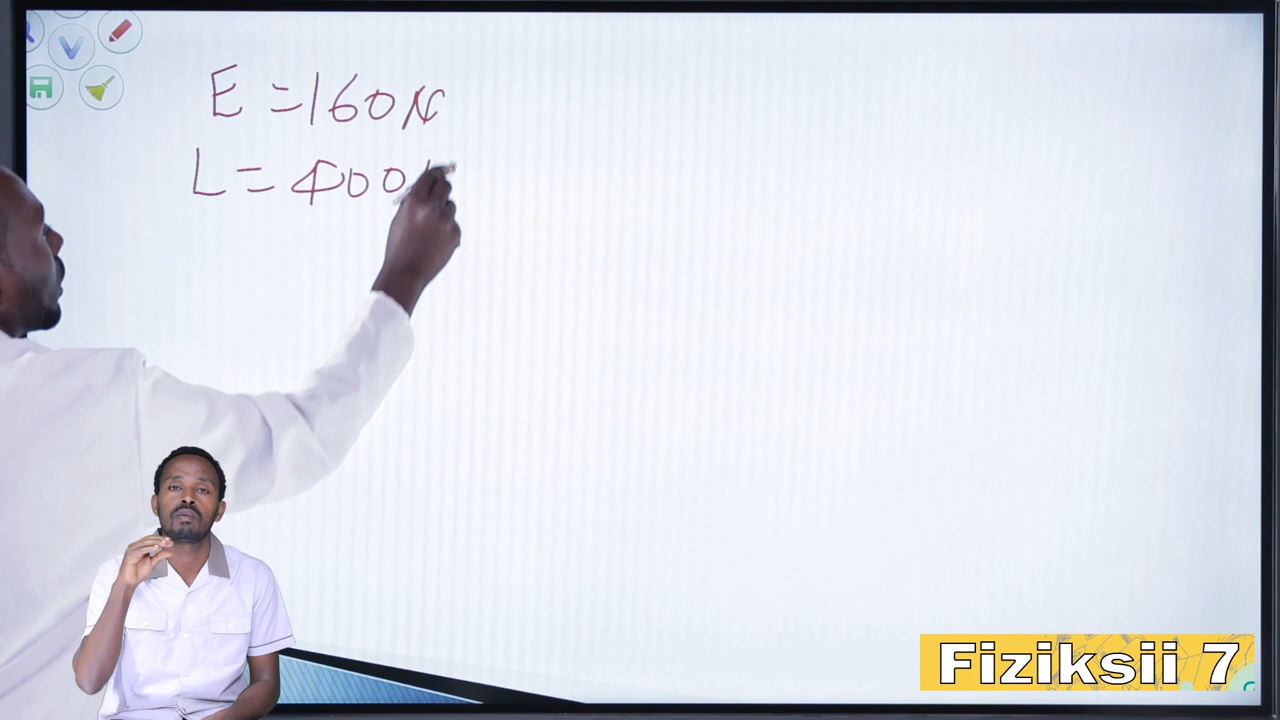 E = 160N
L = 400
Fiziksii 7